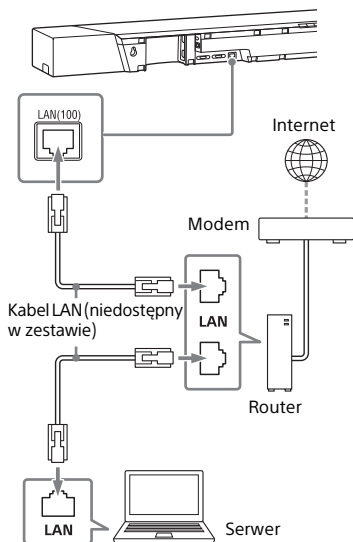 LAN(100)
Internet
Modem
Kabel LAN (niedostępny
w zestawie)
LAN
Router
LAN
Serwer